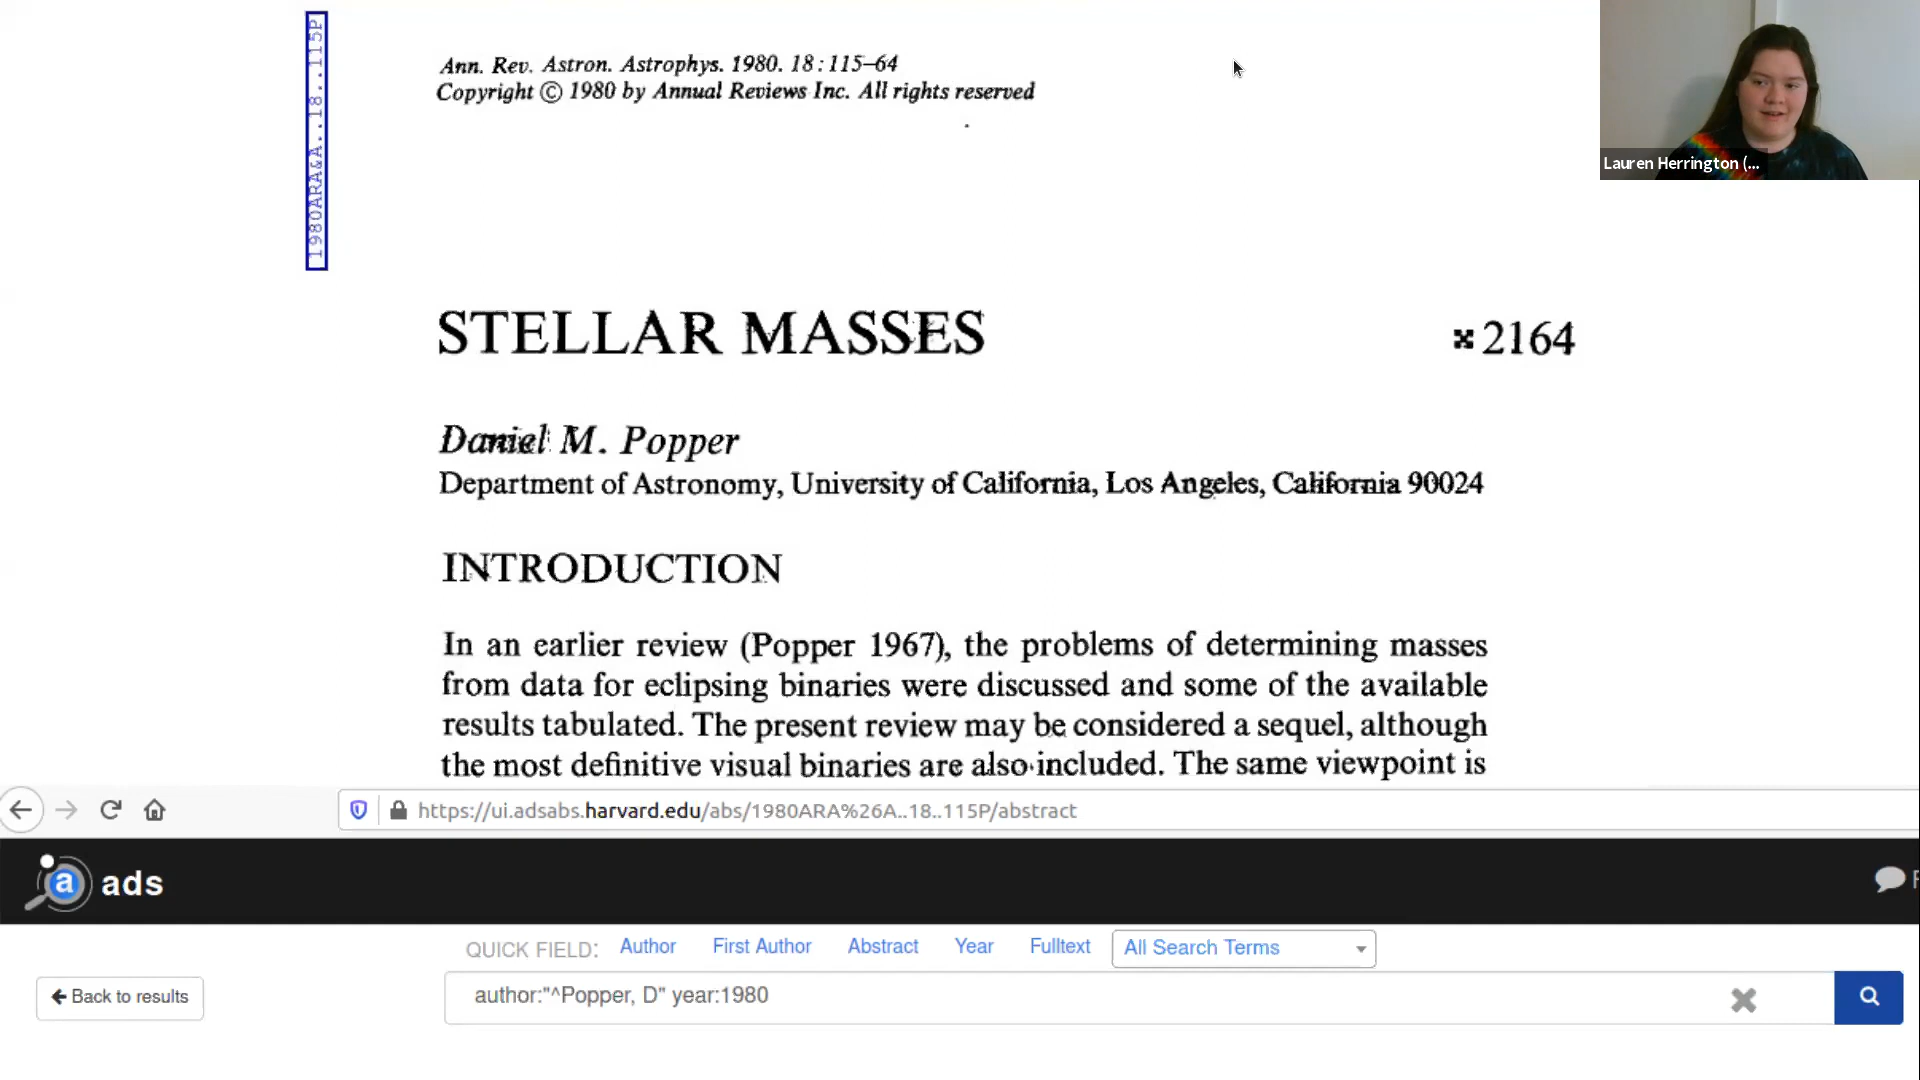 1980ARA&A..18..115P
Ann. Rev. Astron. Astrophys. 1980. 18:115–64
Copyright © 1980 by Annual Reviews Inc. All rights reserved
Lauren Herrington (...
STELLAR MASSES
×2164
Daniel M. Popper
Department of Astronomy, University of California, Los Angeles, California 90024
INTRODUCTION
In an earlier review (Popper 1967), the problems of determining masses
from data for eclipsing binaries were discussed and some of the available
results tabulated. The present review may be considered a sequel, although
the most definitive visual binaries are also included. The same viewpoint is
https://ui.adsabs.harvard.edu/abs/1980ARA%26A..18..115P/abstract
a ads
F
QUICK FIELD: Author First Author Abstract Year Fulltext All Search Terms
Back to results
author:"^Popper, D" year:1980